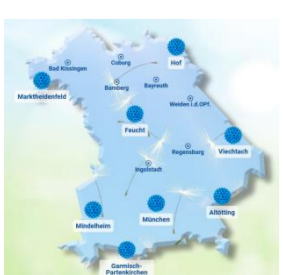 Coburg
Hof
Bad Kissingen
Marktheidenfeld
Bamberg
Bayreuth
Weiden i.d.OPf.
Feucht
Viechtach
Regensburg
Ingolstadt
Mindelheim
München
Altötting
Garmisch-
Partenkirchen